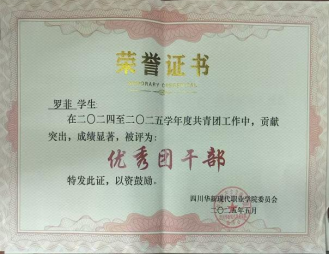 荣誉证书
罗菲 学生
在二〇二四至二〇二五学年度共青团工作中，贡献
突出，成绩显著，被评为：
优秀团干部
特发此证，以资鼓励。
四川华新现代职业学院委员会
二〇二五年五月